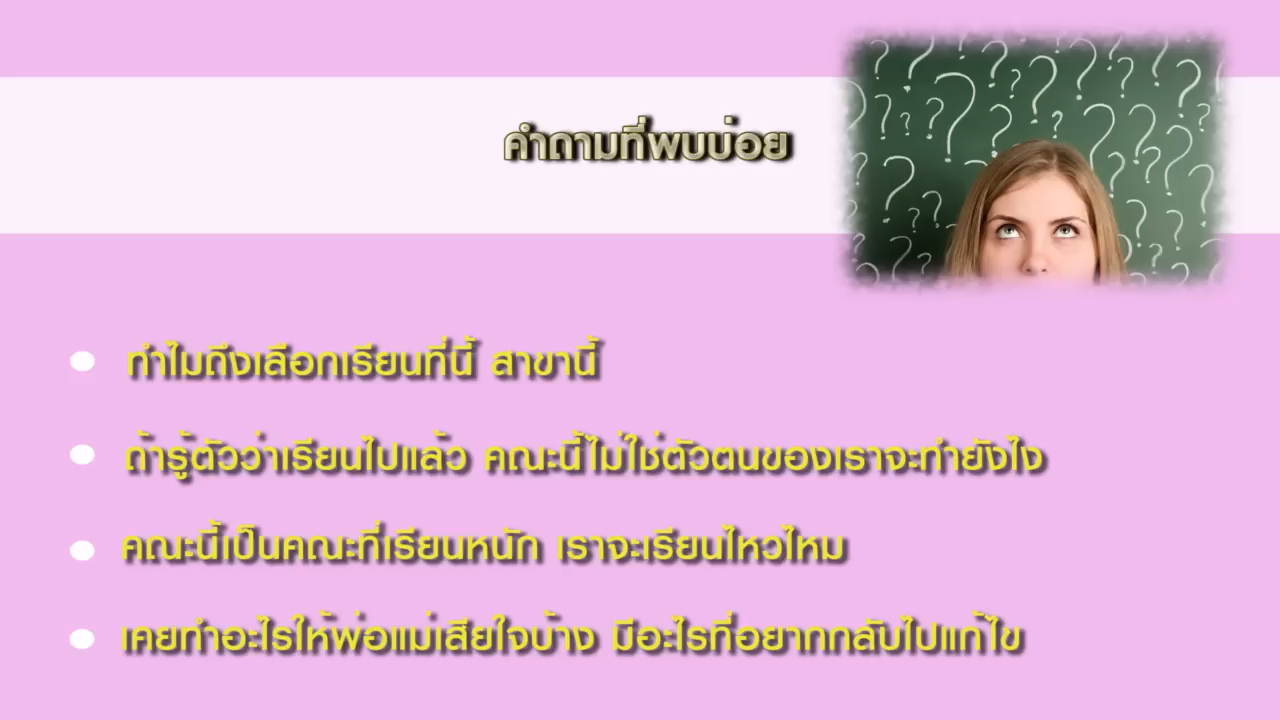 คำถามที่พบบ่อย
ทำไมถึงเลือกเรียนที่นี้ สาขานี้
ถ้ารู้ตัวว่าเรียนไปแล้ว คณะนี้ไม่ใช่ตัวตนของเราจะทำยังไง
คณะนี้เป็นคณะที่เรียนหนัก เราจะเรียนไหวไหม
เคยทำอะไรให้พ่อแม่เสียใจบ้าง มีอะไรที่อยากกลับไปแก้ไข